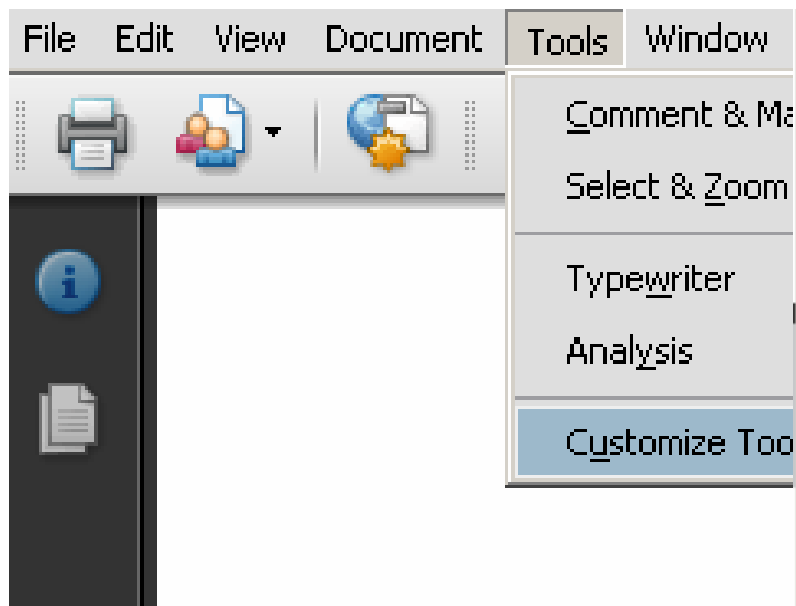 File Edit View Document Tools Window
Comment & Ma
Select & Zoom
Typewriter
Analysis
Customize Too